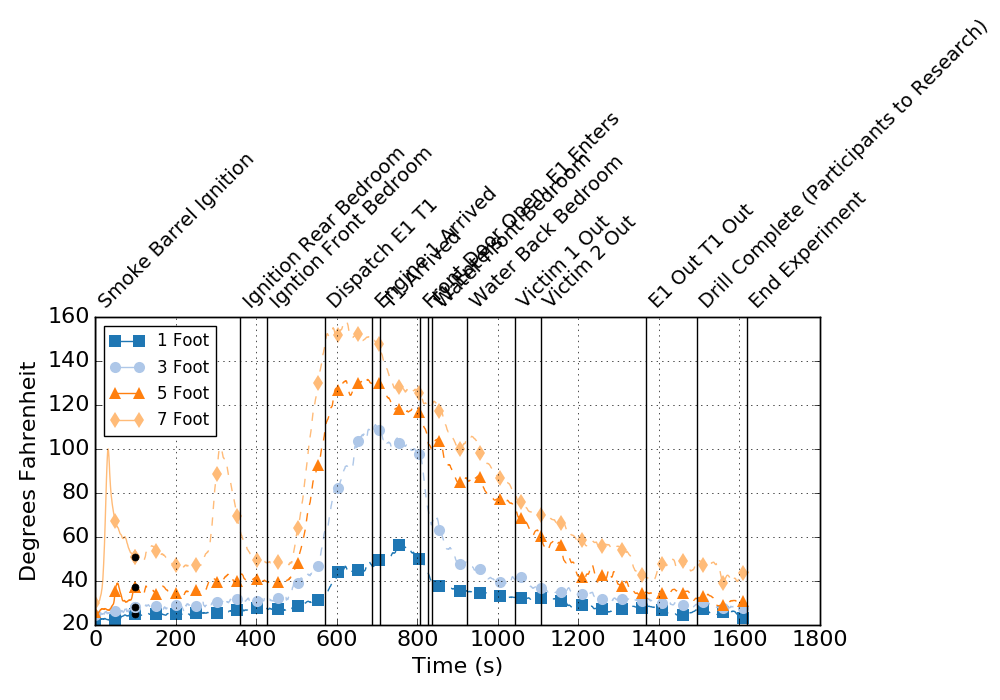 Smoke Barrel Ignition
Ignition Rear Bedroom
Igntion Front Bedroom
Dispatch E1 T1
Engine 1 Arrived
T1 Arrived
Front Door Open, E1 Enters
Water Front Bedroom
Water Back Bedroom
Victim 1 Out
Victim 2 Out
E1 Out T1 Out
Drill Complete (Participants to Research)
End Experiment
Degrees Fahrenheit
160
140
120
100
80
60
40
20
1 Foot
3 Foot
5 Foot
7 Foot
0 200 400 600 800 1000 1200 1400 1600 1800
Time (s)